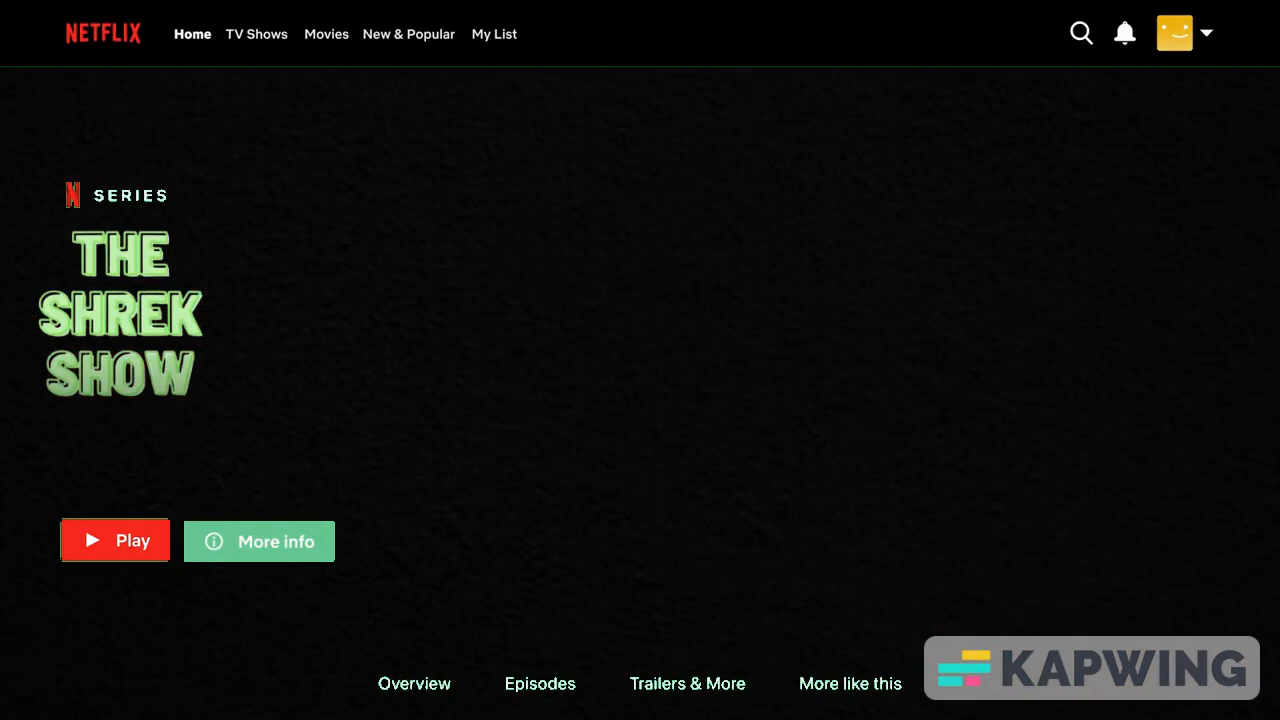 NETFLIX Home TV Shows Movies New & Popular My List
N SERIES
THE
SHREK
SHOW
Play More info
Overview Episodes Trailers & More More like this
KAPWING